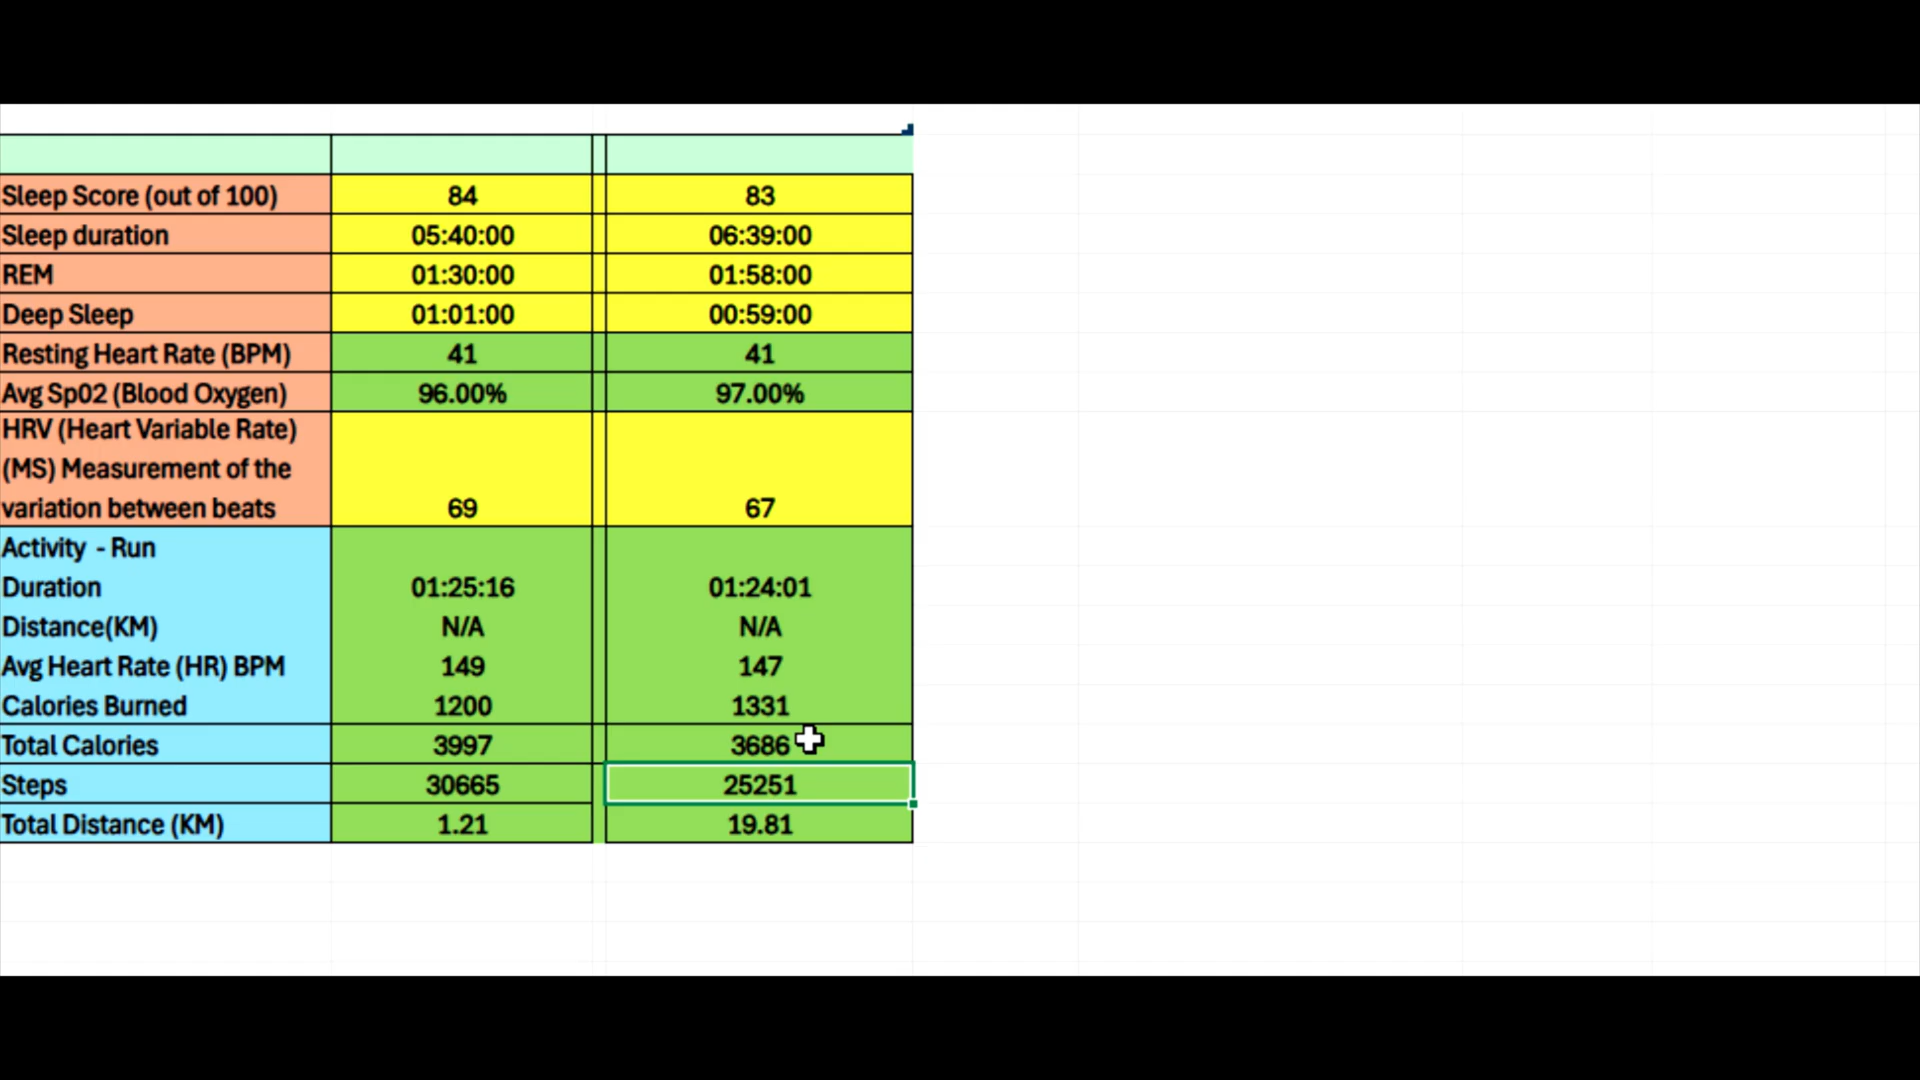 Sleep Score (out of 100) 84 83
Sleep duration 05:40:00 06:39:00
REM 01:30:00 01:58:00
Deep Sleep 01:01:00 00:59:00
Resting Heart Rate (BPM) 41 41
Avg Sp02 (Blood Oxygen) 96.00% 97.00%
HRV (Heart Variable Rate)
(MS) Measurement of the
variation between beats 69 67
Activity - Run
Duration 01:25:16 01:24:01
Distance(KM) N/A N/A
Avg Heart Rate (HR) BPM 149 147
Calories Burned 1200 1331
Total Calories 3997 3686
Steps 30665 25251
Total Distance (KM) 1.21 19.81